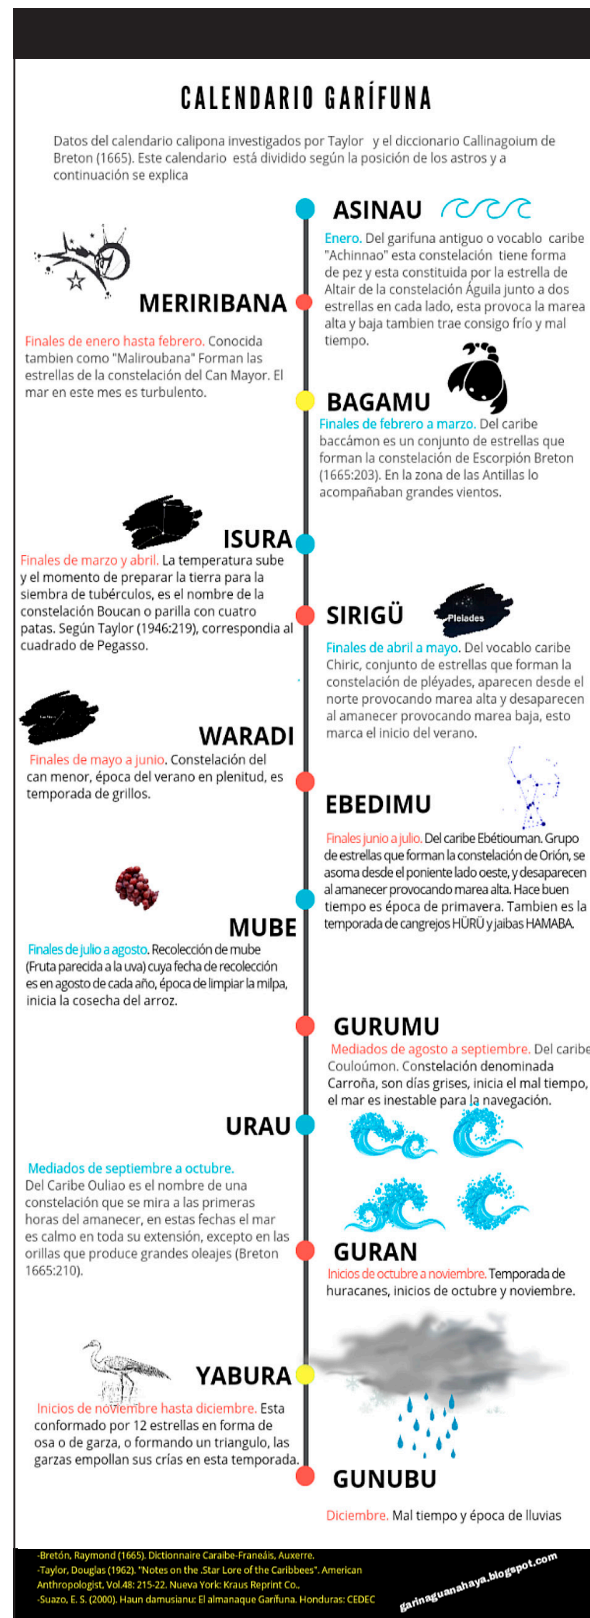 CALENDARIO GARÍFUNA
Datos del calendario calipona investigados por Taylor y el diccionario Callinagoium de
Breton (1665). Este calendario está dividido según la posición de los astros y a
continuación se explica
ASINAU
Enero. Del garifuna antiguo o vocablo caribe
"Achinnao" esta constelación tiene forma
de pez y esta constituida por la estrella de
Altair de la constelación Águila junto a dos
estrellas en cada lado, esta provoca la marea
alta y baja tambien trae consigo frío y mal
tiempo.
MERIRIBANA
Finales de enero hasta febrero. Conocida
tambien como "Maliroubana" Forman las
estrellas de la constelación del Can Mayor. El
mar en este mes es turbulento.
BAGAMU
Finales de febrero a marzo. Del caribe
baccámon es un conjunto de estrellas que
forman la constelación de Escorpión Breton
(1665:203). En la zona de las Antillas lo
acompañaban grandes vientos.
ISURA
Finales de marzo y abril. La temperatura sube
y el momento de preparar la tierra para la
siembra de tubérculos, es el nombre de la
constelación Boucan o parilla con cuatro
patas. Según Taylor (1946:219), correspondia al
cuadrado de Pegasso.
SIRIGÜ
Pleiades
Finales de abril a mayo. Del vocablo caribe
Chiric, conjunto de estrellas que forman la
constelación de pléyades, aparecen desde el
norte provocando marea alta y desaparecen
al amanecer provocando marea baja, esto
marca el inicio del verano.
WARADI
Finales de mayo a junio. Constelación del
can menor, época del verano en plenitud, es
temporada de grillos.
EBEDIMU
Finales junio a julio. Del caribe Ebétiouman. Grupo
de estrellas que forman la constelación de Orión, se
asoma desde el poniente lado oeste, y desaparecen
al amanecer provocando marea alta. Hace buen
tiempo es época de primavera. Tambien es la
temporada de cangrejos HÜRÜ y jaibas HAMABA.
MUBE
Finales de julio a agosto. Recolección de mube
(Fruta parecida a la uva) cuya fecha de recolección
es en agosto de cada año, época de limpiar la milpa,
inicia la cosecha del arroz.
GURUMU
Mediados de agosto a septiembre. Del caribe
Couloúmon. Constelación denominada
Carroña, son días grises, inicia el mal tiempo,
el mar es inestable para la navegación.
URAU
Mediados de septiembre a octubre.
Del Caribe Ouliao es el nombre de una
constelación que se mira a las primeras
horas del amanecer, en estas fechas el mar
es calmo en toda su extensión, excepto en las
orillas que produce grandes oleajes (Breton
1665:210).
GURAN
Inicios de octubre a noviembre. Temporada de
huracanes, inicios de octubre y noviembre.
YABURA
Inicios de noviembre hasta diciembre. Esta
conformado por 12 estrellas en forma de
osa o de garza, o formando un triangulo, las
garzas empollan sus crías en esta temporada.
GUNUBU
Diciembre. Mal tiempo y época de lluvias
-Bretón, Raymond (1665). Dictionnaire Caraibe-Franeáis, Auxerre.
-Taylor, Douglas (1962). "Notes on the .Star Lore of the Caribbees". American
Anthropologist, Vol.48: 215-22. Nueva York: Kraus Reprint Co.,
-Suazo, E. S. (2000). Haun damusianu: El almanaque Garífuna. Honduras: CEDEC
garinaguanahaya.blogspot.com